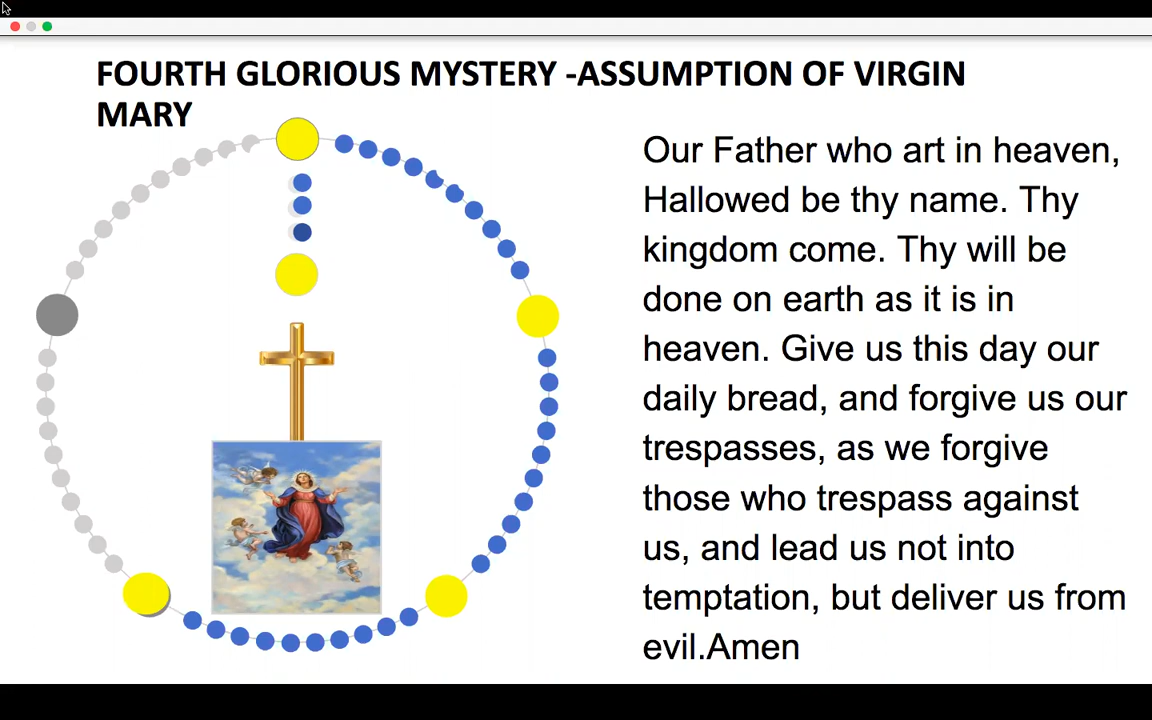 FOURTH GLORIOUS MYSTERY -ASSUMPTION OF VIRGIN
MARY
Our Father who art in heaven,
Hallowed be thy name. Thy
kingdom come. Thy will be
done on earth as it is in
heaven. Give us this day our
daily bread, and forgive us our
trespasses, as we forgive
those who trespass against
us, and lead us not into
temptation, but deliver us from
evil.Amen